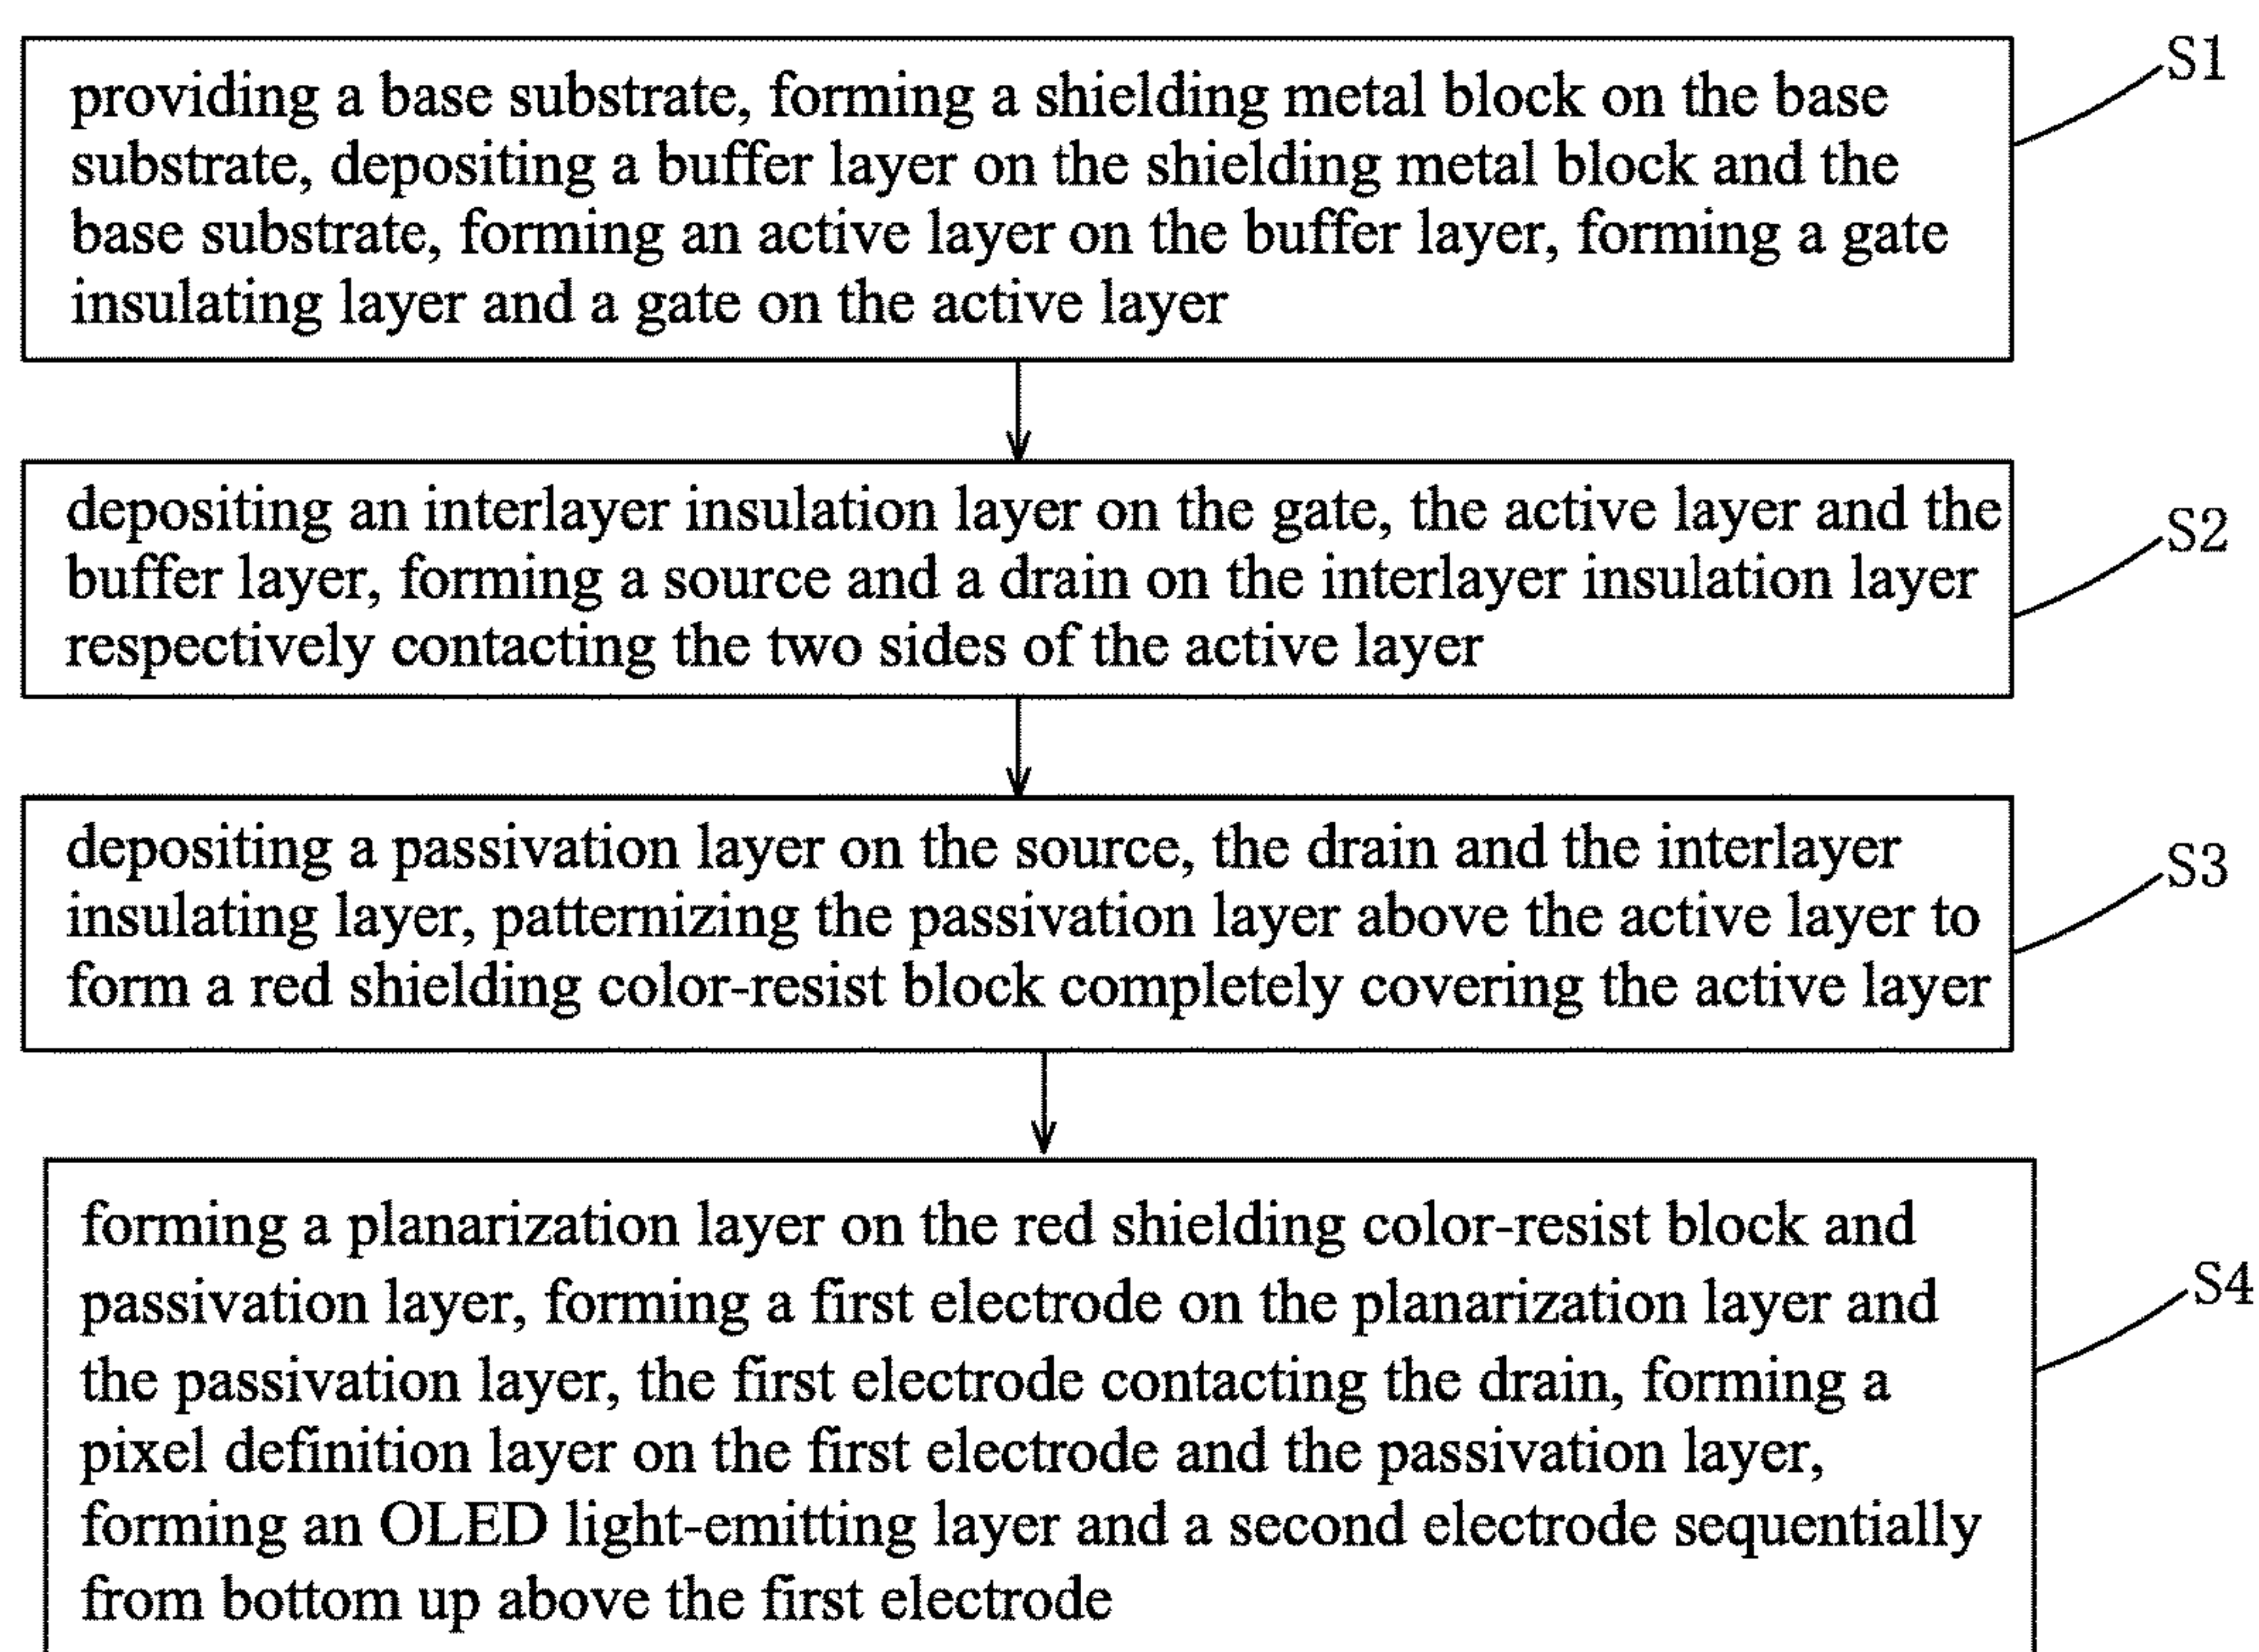 providing a base substrate, forming a shielding metal block on the base
substrate, depositing a buffer layer on the shielding metal block and the
base substrate, forming an active layer on the buffer layer, forming a gate
insulating layer and a gate on the active layer
S1
depositing an interlayer insulation layer on the gate, the active layer and the
buffer layer, forming a source and a drain on the interlayer insulation layer
respectively contacting the two sides of the active layer
S2
depositing a passivation layer on the source, the drain and the interlayer
insulating layer, patternizing the passivation layer above the active layer to
form a red shielding color-resist block completely covering the active layer
S3
forming a planarization layer on the red shielding color-resist block and
passivation layer, forming a first electrode on the planarization layer and
the passivation layer, the first electrode contacting the drain, forming a
pixel definition layer on the first electrode and the passivation layer,
forming an OLED light-emitting layer and a second electrode sequentially
from bottom up above the first electrode
S4